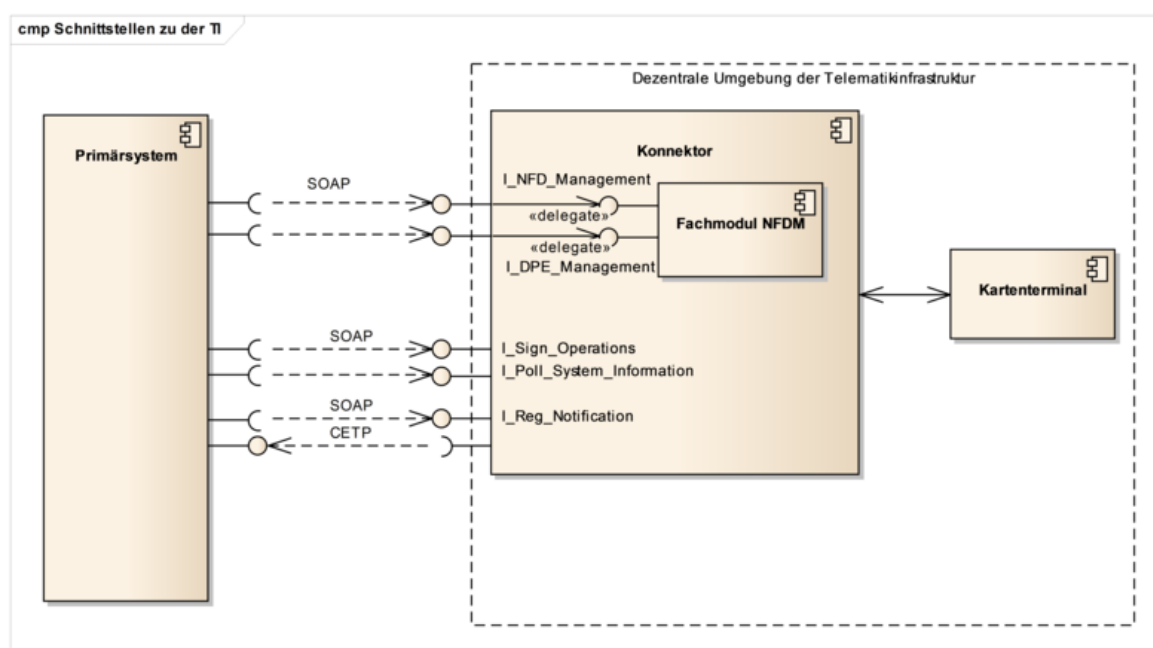 cmp Schnittstellen zu der TI
Dezentrale Umgebung der Telematikinfrastruktur
Primärsystem
Konnektor
SOAP
I_NFD_Management
«delegate»
Fachmodul NFDM
«delegate»
I_DPE_Management
Kartenterminal
SOAP
I_Sign_Operations
I_Poll_System_Information
SOAP
I_Reg_Notification
CETP